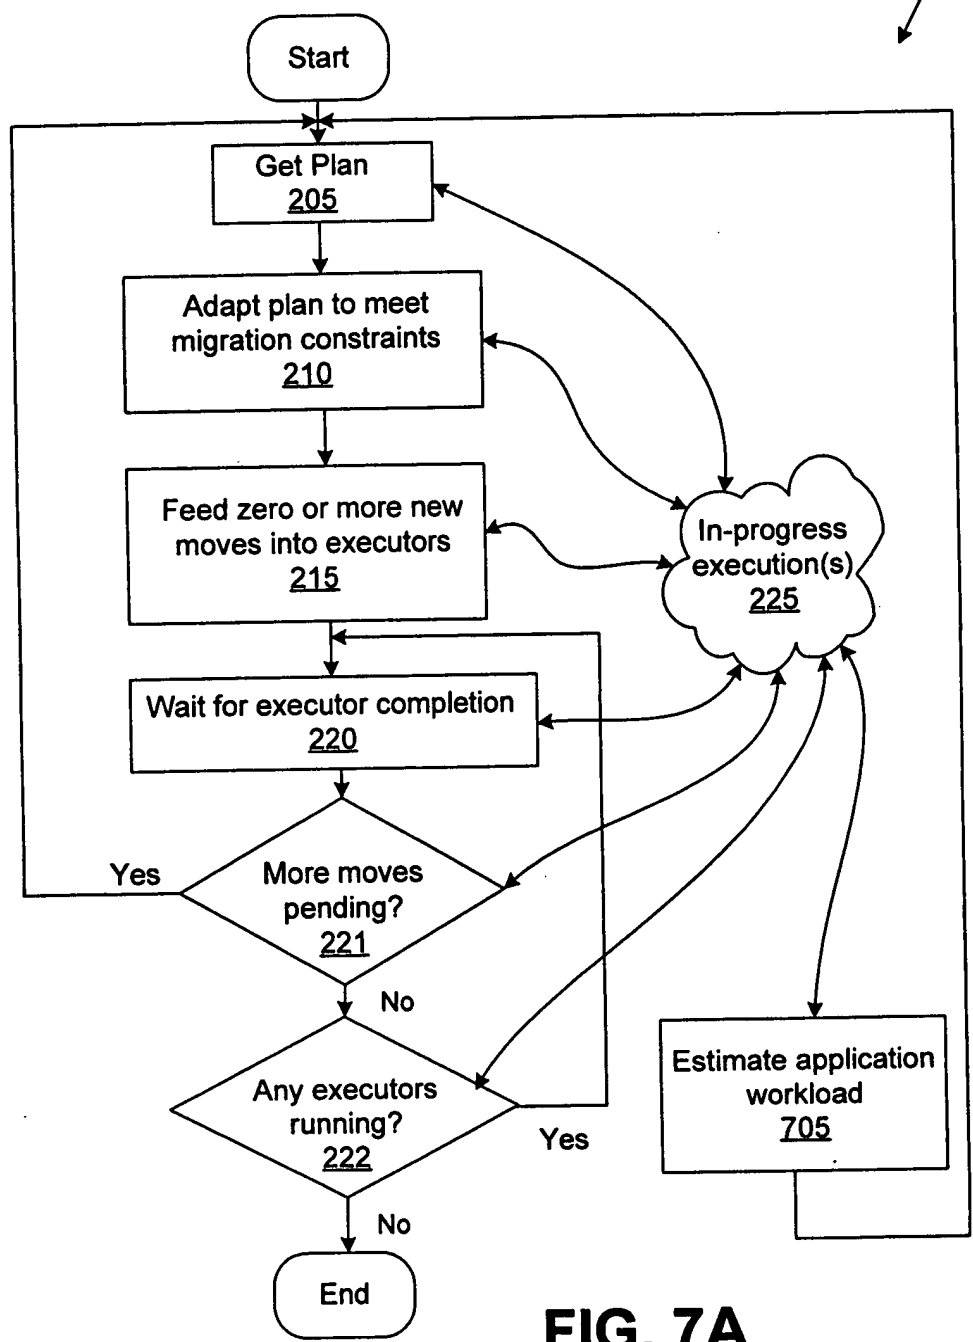 Start
Get Plan
205
Adapt plan to meet
migration constraints
210
Feed zero or more new
moves into executors
215
In-progress
execution(s)
225
Wait for executor completion
220
Yes
More moves
pending?
221
No
Any executors
running?
222
Yes
No
Estimate application
workload
705
End
FIG. 7A